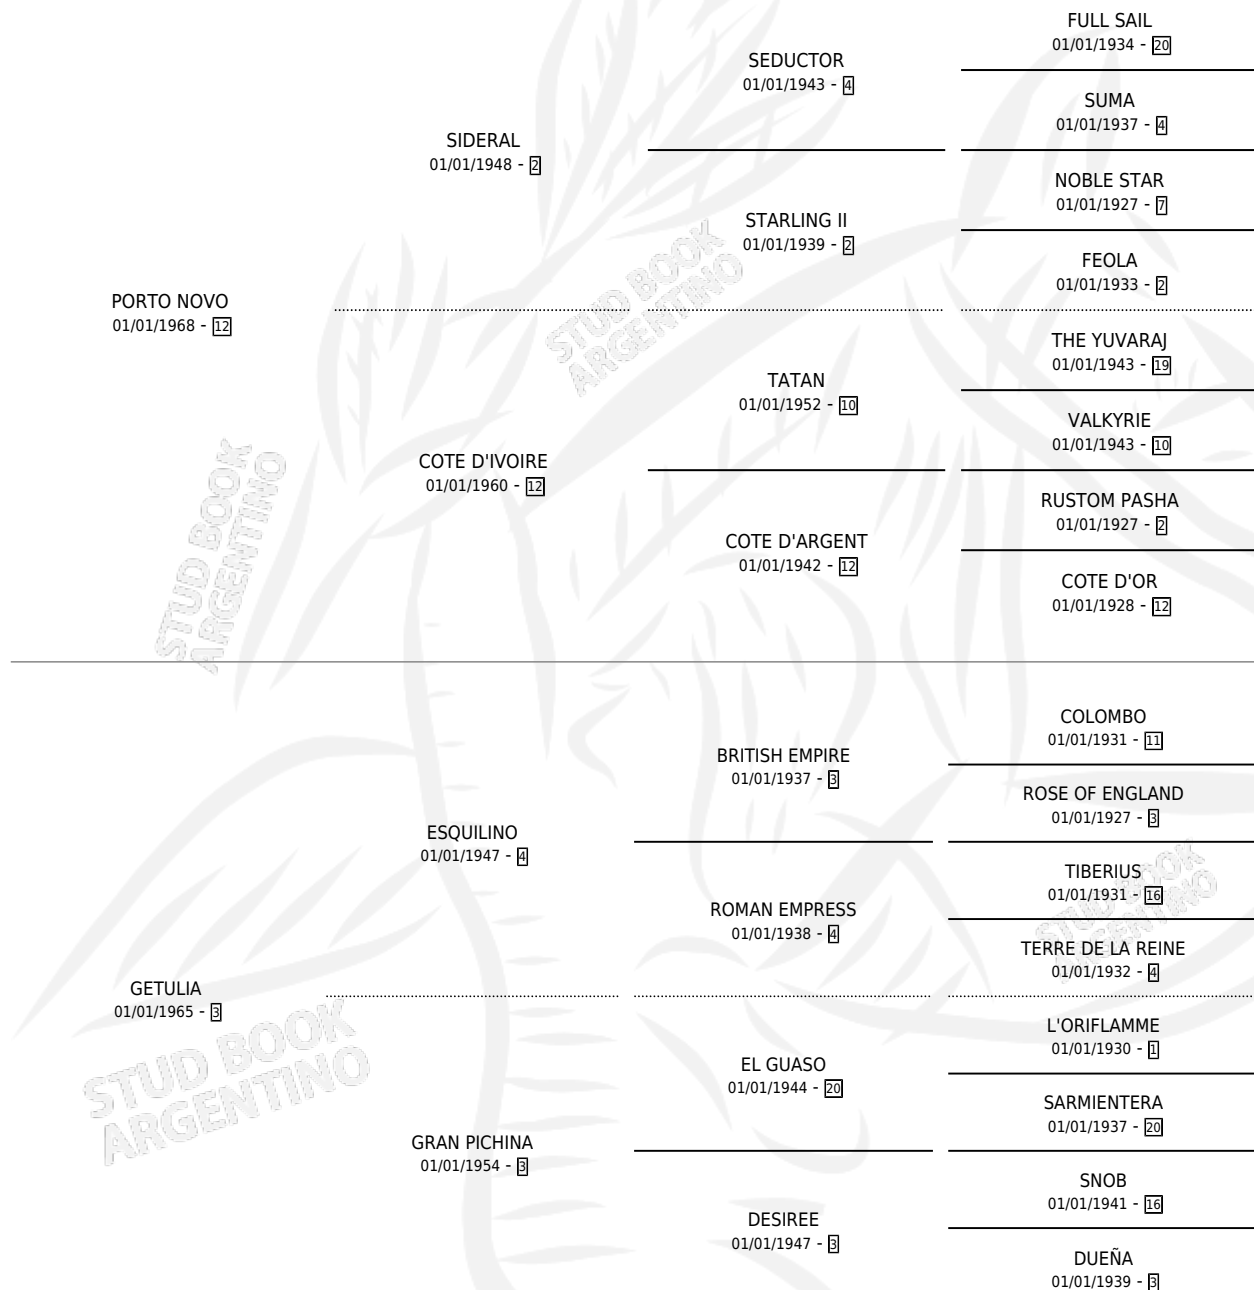 FULL SAIL
01/01/1934 - 20
SEDUCTOR
01/01/1943 - 4
SUMA
01/01/1937 - 4
SIDERAL
01/01/1948 - 2
NOBLE STAR
01/01/1927 - 7
STARLING II
01/01/1939 - 2
FEOLA
01/01/1933 - 2
PORTO NOVO
01/01/1968 - 12
STUD BOOK
ARGENTINO
THE YUVARAJ
01/01/1943 - 19
TATAN
01/01/1952 - 10
VALKYRIE
01/01/1943 - 10
COTE D'IVOIRE
01/01/1960 - 12
RUSTOM PASHA
01/01/1927 - 2
COTE D'ARGENT
01/01/1942 - 12
COTE D'OR
01/01/1928 - 12
STUD BOOK
ARGENTINO
COLOMBO
01/01/1931 - 11
BRITISH EMPIRE
01/01/1937 - 3
ROSE OF ENGLAND
01/01/1927 - 3
ESQUILINO
01/01/1947 - 4
TIBERIUS
01/01/1931 - 16
STUD BOOK
ARGENTINO
ROMAN EMPRESS
01/01/1938 - 4
TERRE DE LA REINE
01/01/1932 - 4
GETULIA
01/01/1965 - 3
L'ORIFLAMME
01/01/1930 - 1
EL GUASO
01/01/1944 - 20
SARMIENTERA
01/01/1937 - 20
STUD BOOK
ARGENTINO
GRAN PICHINA
01/01/1954 - 3
SNOB
01/01/1941 - 16
DESIREE
01/01/1947 - 3
DUEÑA
01/01/1939 - 3